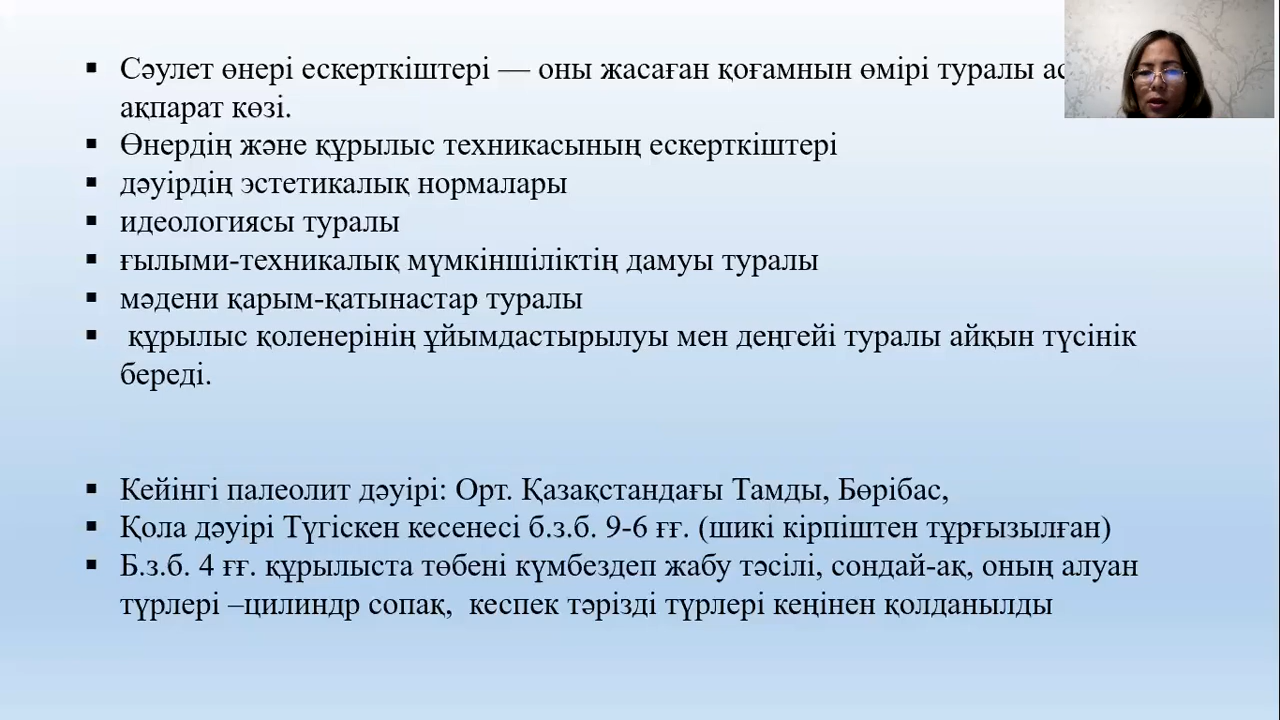 ▪ Сәулет өнері ескерткіштері — оны жасаған қоғамнын өмірі туралы
ақпарат көзі.
▪ Өнердің және құрылыс техникасының ескерткіштері
▪ дәуірдің эстетикалық нормалары
▪ идеологиясы туралы
▪ ғылыми-техникалық мүмкіншіліктің дамуы туралы
▪ мәдени қарым-қатынастар туралы
▪ құрылыс қоленерінің ұйымдастырылуы мен деңгейі туралы айқын түсінік
береді.
▪ Кейінгі палеолит дәуірі: Орт. Қазақстандағы Тамды, Бөрібас,
▪ Қола дәуірі Түгіскен кесенесі б.з.б. 9-6 ғғ. (шикі кірпіштен тұрғызылған)
▪ Б.з.б. 4 ғғ. құрылыста төбені күмбездеп жабу тәсілі, сондай-ақ, оның алуан
түрлері –цилиндр сопақ, кеспек тәрізді түрлері кеңінен қолданылды